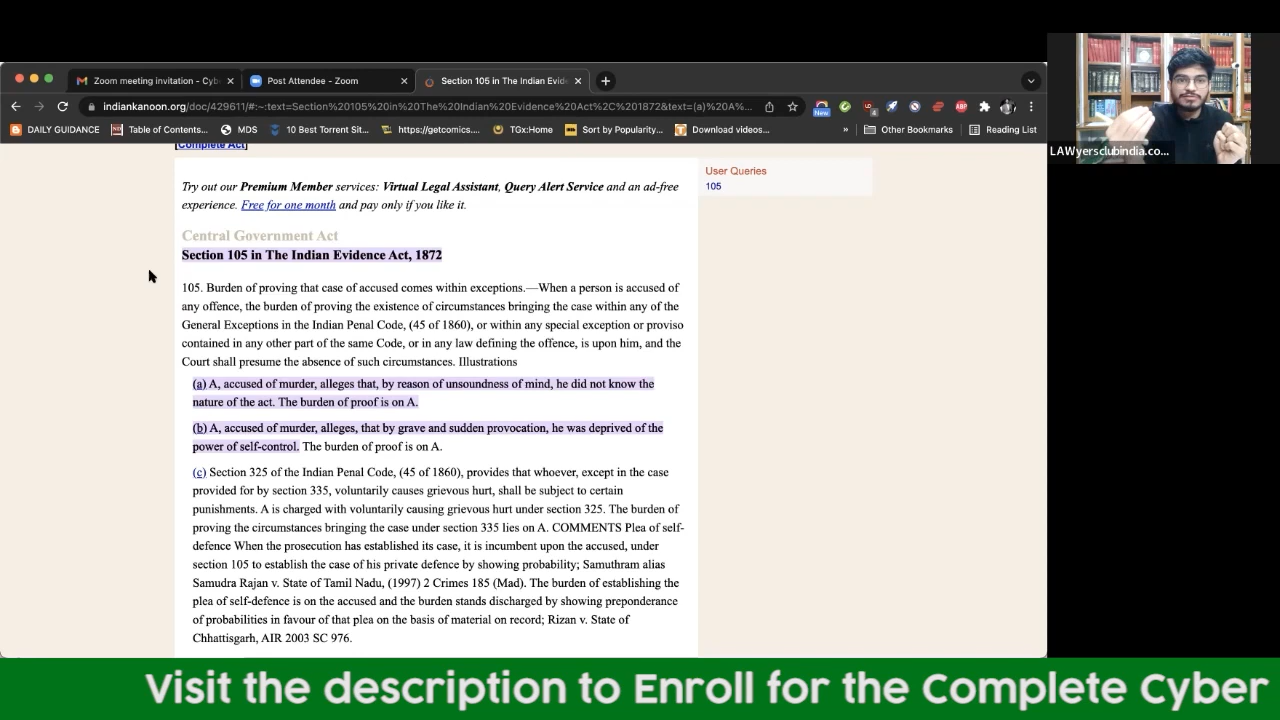 Zoom meeting invitation - Cyb
Post Attendee - Zoom
Section 105 in The Indian Evid
indiankanoon.org/doc/429611/#:~:text=Section%20105%20in%20The%20Indian%20Evidence%20Act%2C%201872&text=(a)%20A%...
New
4
ABP
DAILY GUIDANCE
Table of Contents...
MDS
10 Best Torrent Sit...
https://getcomics....
TGx:Home
Sort by Popularity...
Download videos...
»
Other Bookmarks
Reading List
LAWyersclubindia.co...
[Complete Act]
Try out our Premium Member services: Virtual Legal Assistant, Query Alert Service and an ad-free
experience. Free for one month and pay only if you like it.
User Queries
105
Central Government Act
Section 105 in The Indian Evidence Act, 1872
105. Burden of proving that case of accused comes within exceptions.—When a person is accused of
any offence, the burden of proving the existence of circumstances bringing the case within any of the
General Exceptions in the Indian Penal Code, (45 of 1860), or within any special exception or proviso
contained in any other part of the same Code, or in any law defining the offence, is upon him, and the
Court shall presume the absence of such circumstances. Illustrations
(a) A, accused of murder, alleges that, by reason of unsoundness of mind, he did not know the
nature of the act. The burden of proof is on A.
(b) A, accused of murder, alleges, that by grave and sudden provocation, he was deprived of the
power of self-control. The burden of proof is on A.
(c) Section 325 of the Indian Penal Code, (45 of 1860), provides that whoever, except in the case
provided for by section 335, voluntarily causes grievous hurt, shall be subject to certain
punishments. A is charged with voluntarily causing grievous hurt under section 325. The burden of
proving the circumstances bringing the case under section 335 lies on A. COMMENTS Plea of self-
defence When the prosecution has established its case, it is incumbent upon the accused, under
section 105 to establish the case of his private defence by showing probability; Samuthram alias
Samudra Rajan v. State of Tamil Nadu, (1997) 2 Crimes 185 (Mad). The burden of establishing the
plea of self-defence is on the accused and the burden stands discharged by showing preponderance
of probabilities in favour of that plea on the basis of material on record; Rizan v. State of
Chhattisgarh, AIR 2003 SC 976.
Visit the description to Enroll for the Complete Cyber